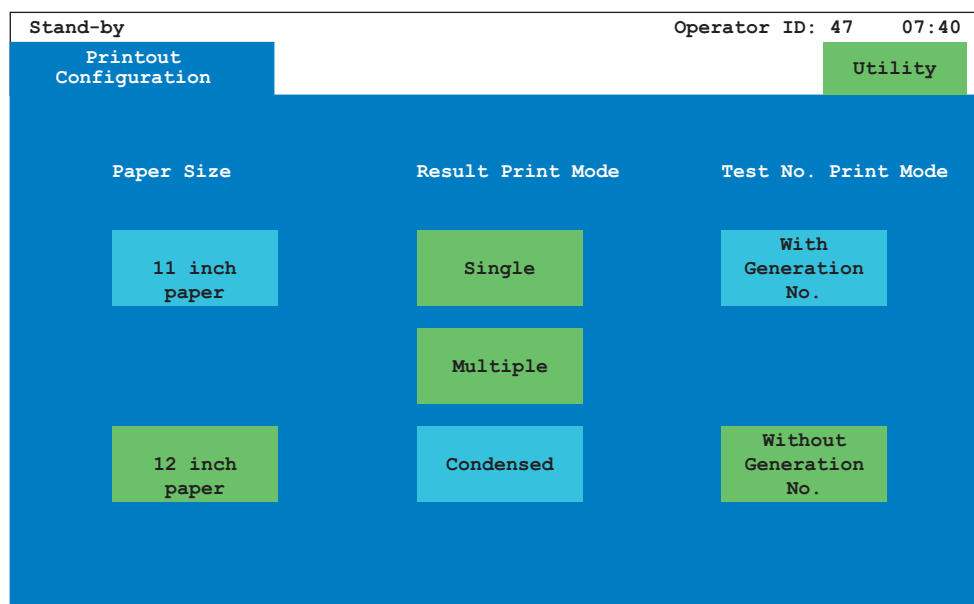 Stand-by Operator ID: 47 07:40
Printout
Configuration
Utility
Paper Size Result Print Mode Test No. Print Mode
11 inch
paper
Single
With
Generation
No.
Multiple
12 inch
paper
Condensed
Without
Generation
No.